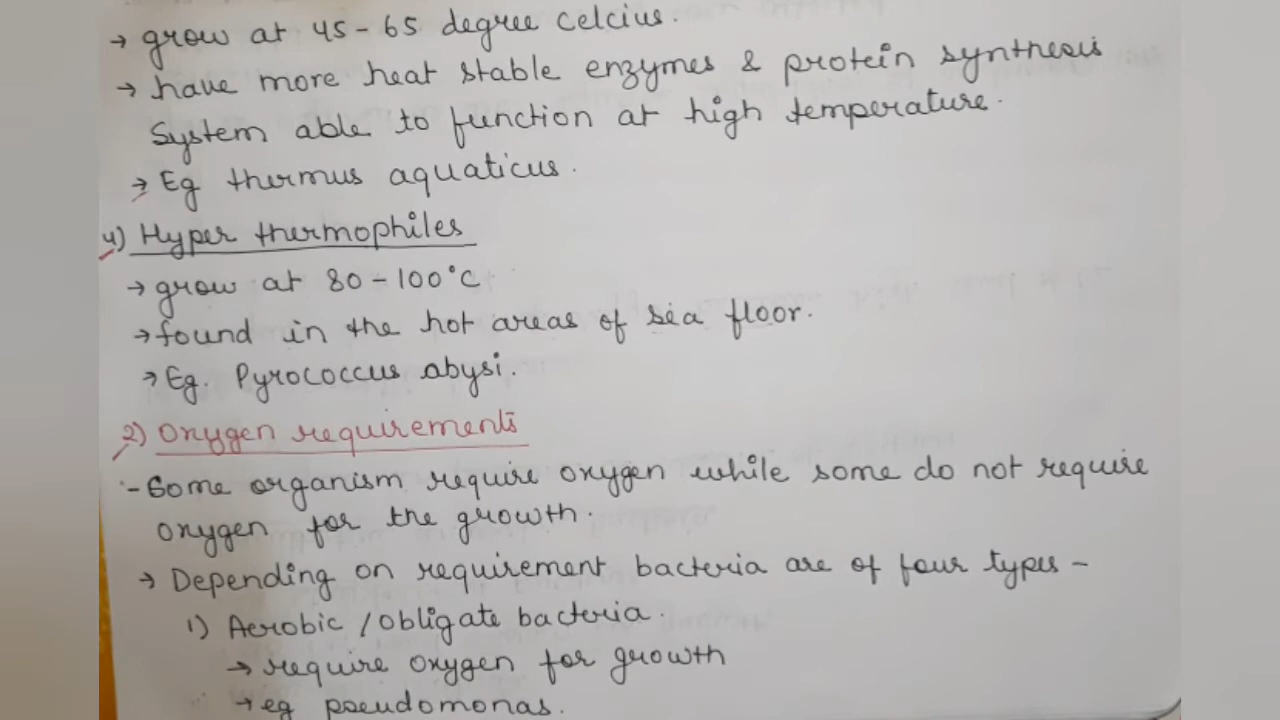 → grow at 45-65 degree celcius.
→ have more heat stable enzymes & protein synthesis
System able to function at high temperature.
→ Eg thermus aquaticus.
4) Hyper thermophiles
→ grow at 80-100°C
→ found in the hot areas of sea floor.
→ Eg. Pyrococcus abysi.
2) Oxygen requirements
- Some organism require oxygen while some do not require
oxygen for the growth.
→ Depending on requirement bacteria are of four types -
1) Aerobic / Obligate bacteria.
→ require oxygen for growth
→ eg pseudomonas.